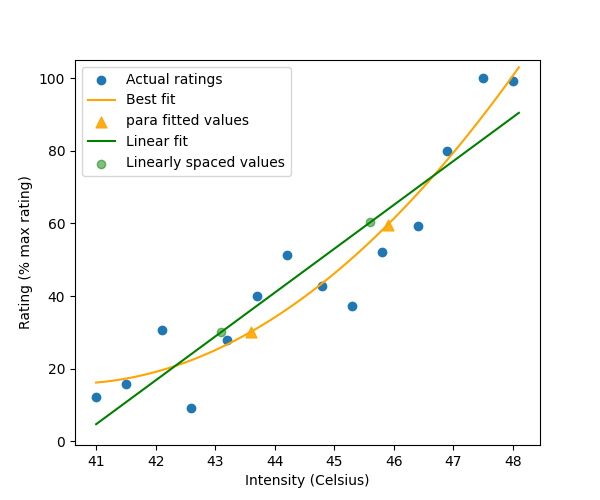 Actual ratings
Best fit
para fitted values
Linear fit
Linearly spaced values
100
80
60
40
20
0
Rating (% max rating)
41 42 43 44 45 46 47 48
Intensity (Celsius)